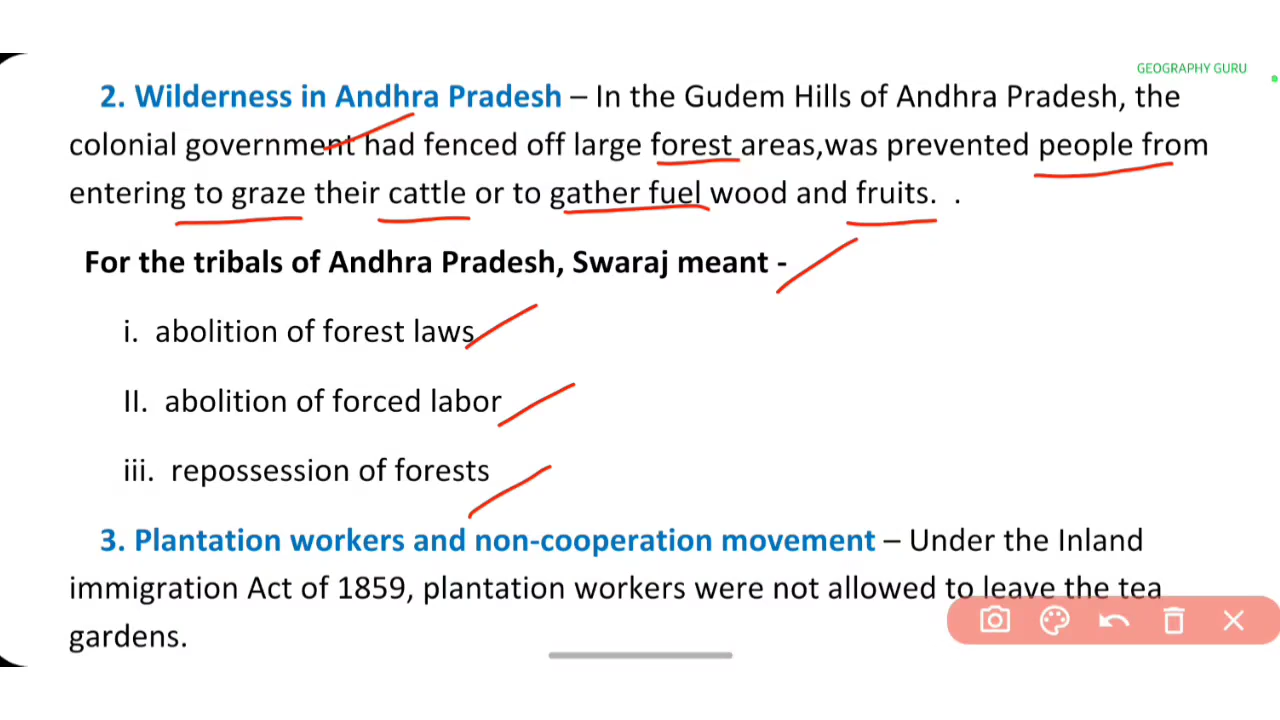 GEOGRAPHY GURU
2. Wilderness in Andhra Pradesh – In the Gudem Hills of Andhra Pradesh, the
colonial government had fenced off large forest areas,was prevented people from
entering to graze their cattle or to gather fuel wood and fruits. .
For the tribals of Andhra Pradesh, Swaraj meant -
i. abolition of forest laws
II. abolition of forced labor
iii. repossession of forests
3. Plantation workers and non-cooperation movement – Under the Inland
immigration Act of 1859, plantation workers were not allowed to leave the tea
gardens.